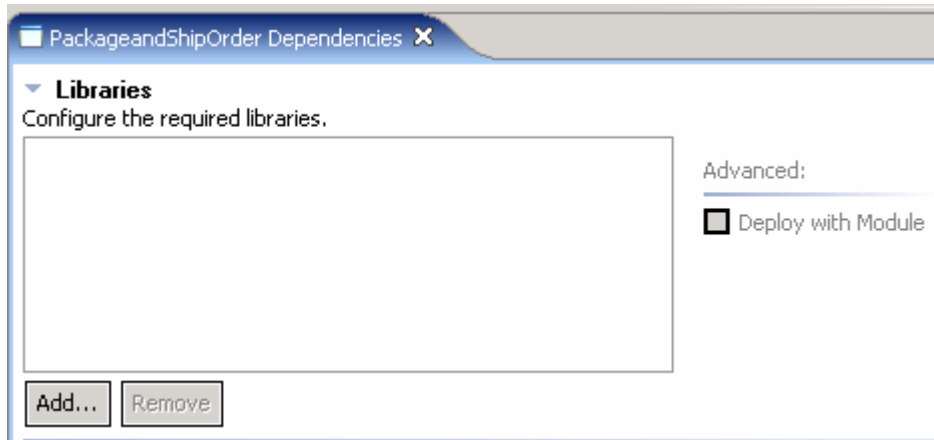 PackageandShipOrder Dependencies
Libraries
Configure the required libraries.
Advanced:
Deploy with Module
Add... Remove